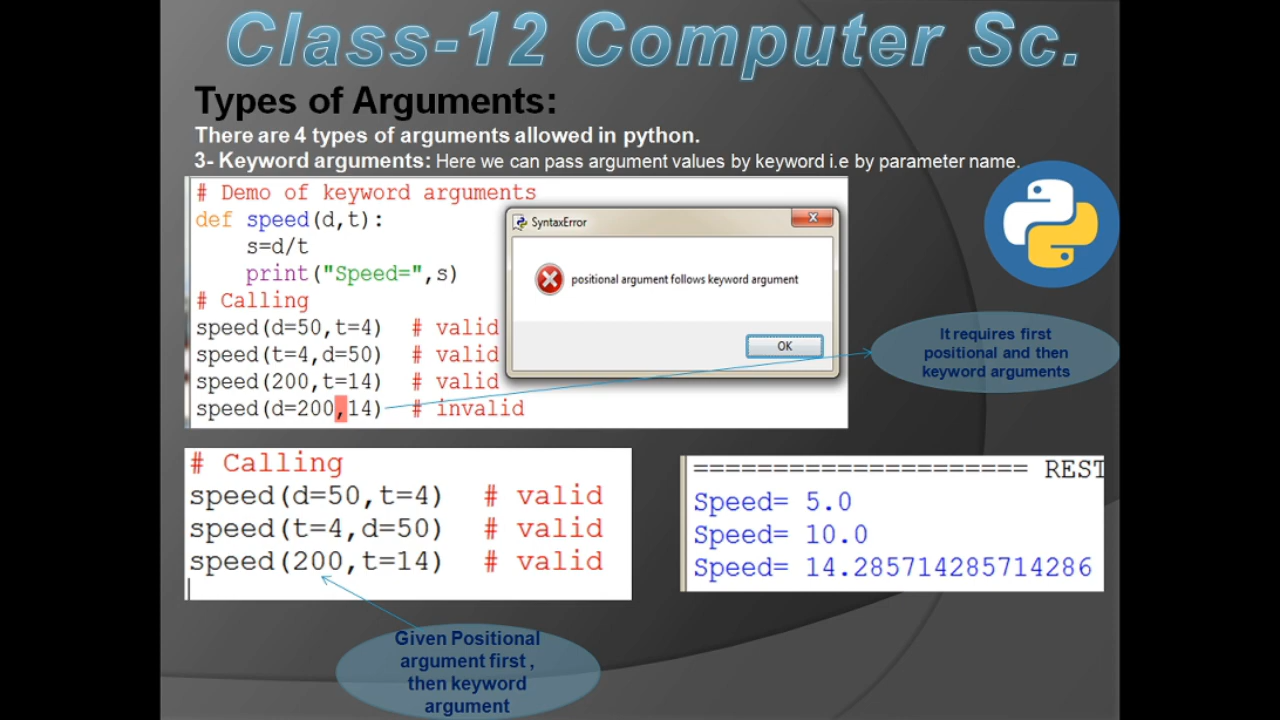 Class-12 Computer Sc.
Types of Arguments:
There are 4 types of arguments allowed in python.
3- Keyword arguments: Here we can pass argument values by keyword i.e by parameter name.
# Demo of keyword arguments
def speed(d,t):
    s=d/t
    print("Speed=",s)
# Calling
speed(d=50,t=4)  # valid
speed(t=4,d=50)  # valid
speed(200,t=14)  # valid
speed(d=200,14)  # invalid
SyntaxError
positional argument follows keyword argument
OK
It requires first
positional and then
keyword arguments
# Calling
speed(d=50,t=4)  # valid
speed(t=4,d=50)  # valid
speed(200,t=14)  # valid
Given Positional
argument first ,
then keyword
argument
===================== REST
Speed= 5.0
Speed= 10.0
Speed= 14.285714285714286